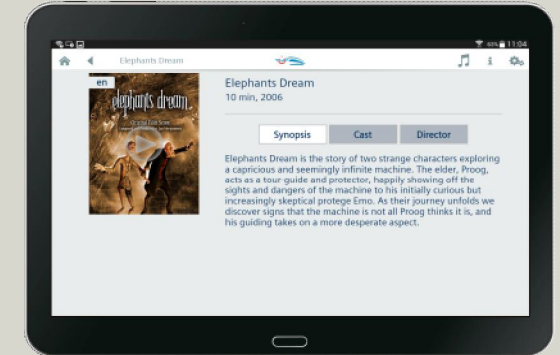 63% 11:04
Elephants Dream
en
elephants dream
Elephants Dream
10 min, 2006
Synopsis Cast Director
Elephants Dream is the story of two strange characters exploring
a capricious and seemingly infinite machine. The elder, Proog,
acts as a tour guide and protector, happily showing off the
sights and dangers of the machine to his initially curious but
increasingly skeptical protege Emo. As their journey unfolds we
discover signs that the machine is not all Proog thinks it is, and
his guiding takes on a more desperate aspect.